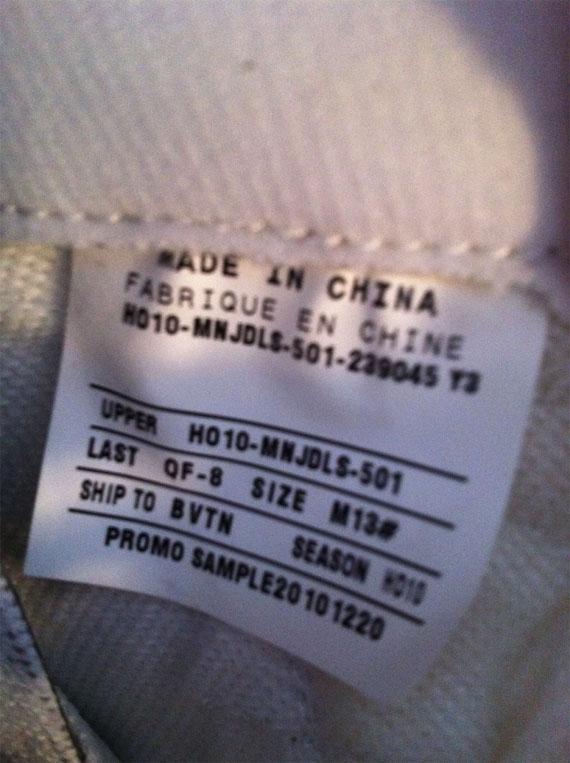 MADE IN CHINA
FABRIQUE EN CHINE
HO10-MNJDLS-501-239045 Y3
UPPER HO10-MNJDLS-501
LAST QF-8 SIZE M13#
SHIP TO BVTN SEASON HO10
PROMO SAMPLE20101220